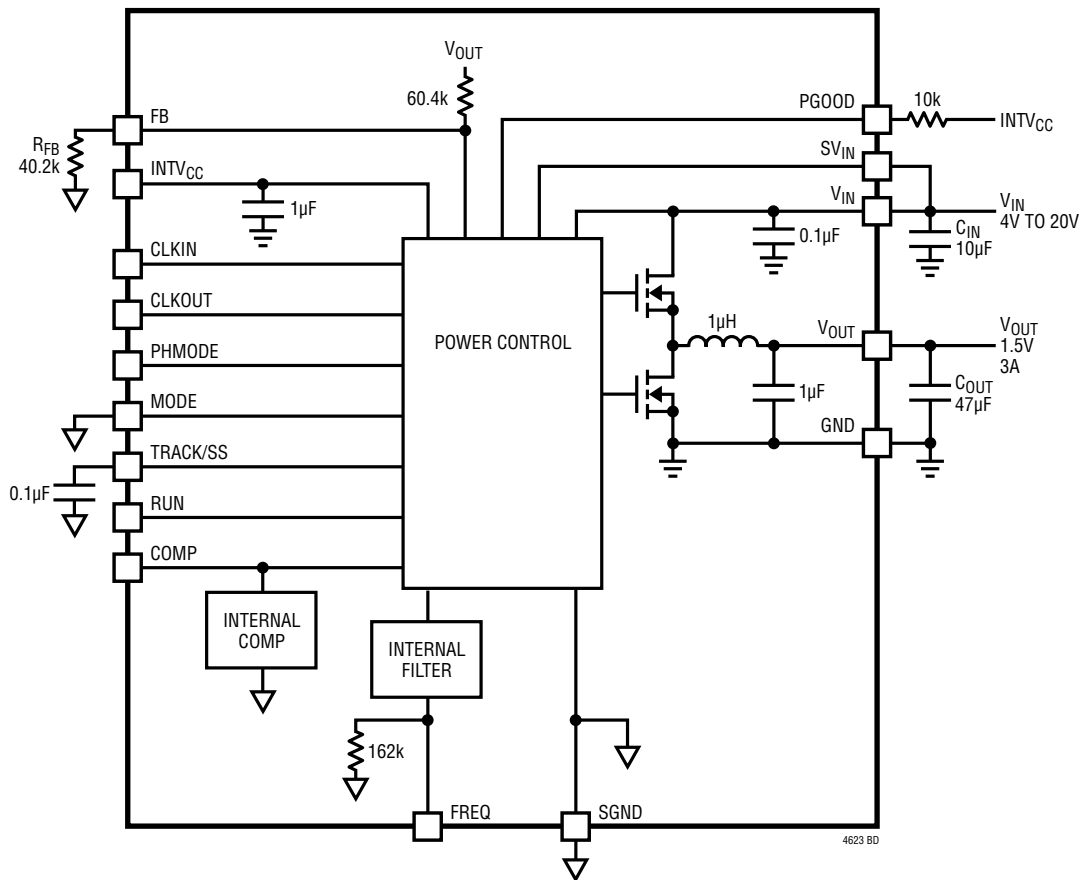 VOUT
60.4k
PGOOD
10k
INTVCC
FB
RFB
40.2k
INTVCC
1µF
SVIN
VIN
VIN
4V TO 20V
0.1µF
CIN
10µF
CLKIN
CLKOUT
PHMODE
MODE
TRACK/SS
0.1µF
RUN
COMP
POWER CONTROL
1µH
VOUT
VOUT
1.5V
3A
1µF
COUT
47µF
GND
INTERNAL
COMP
INTERNAL
FILTER
162k
FREQ
SGND
4623 BD